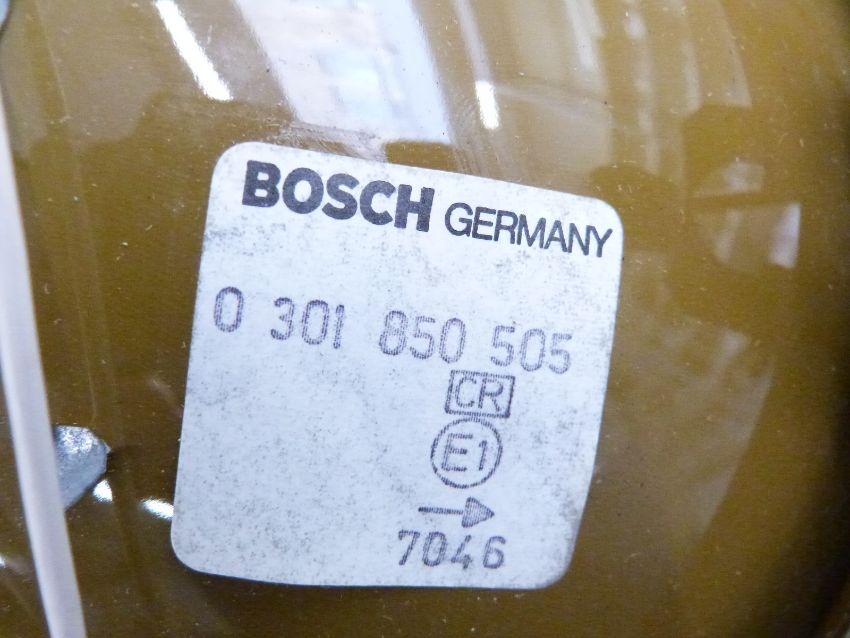 BOSCH GERMANY
0 301 850 505
CR
E1
→
7046